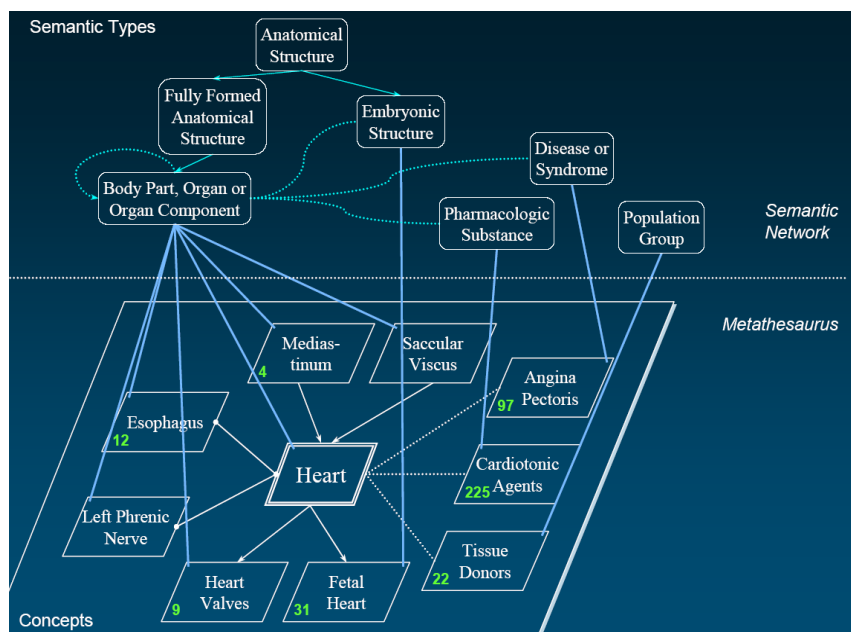 Semantic Types
Anatomical
Structure
Fully Formed
Anatomical
Structure
Embryonic
Structure
Disease or
Syndrome
Body Part, Organ or
Organ Component
Pharmacologic
Substance
Population
Group
Semantic
Network
Metathesaurus
Medias-
tinum
4
Saccular
Viscus
Angina
Pectoris
97
Esophagus
12
Heart
Cardiotonic
Agents
225
Left Phrenic
Nerve
Tissue
Donors
22
Heart
Valves
9
Fetal
Heart
31
Concepts